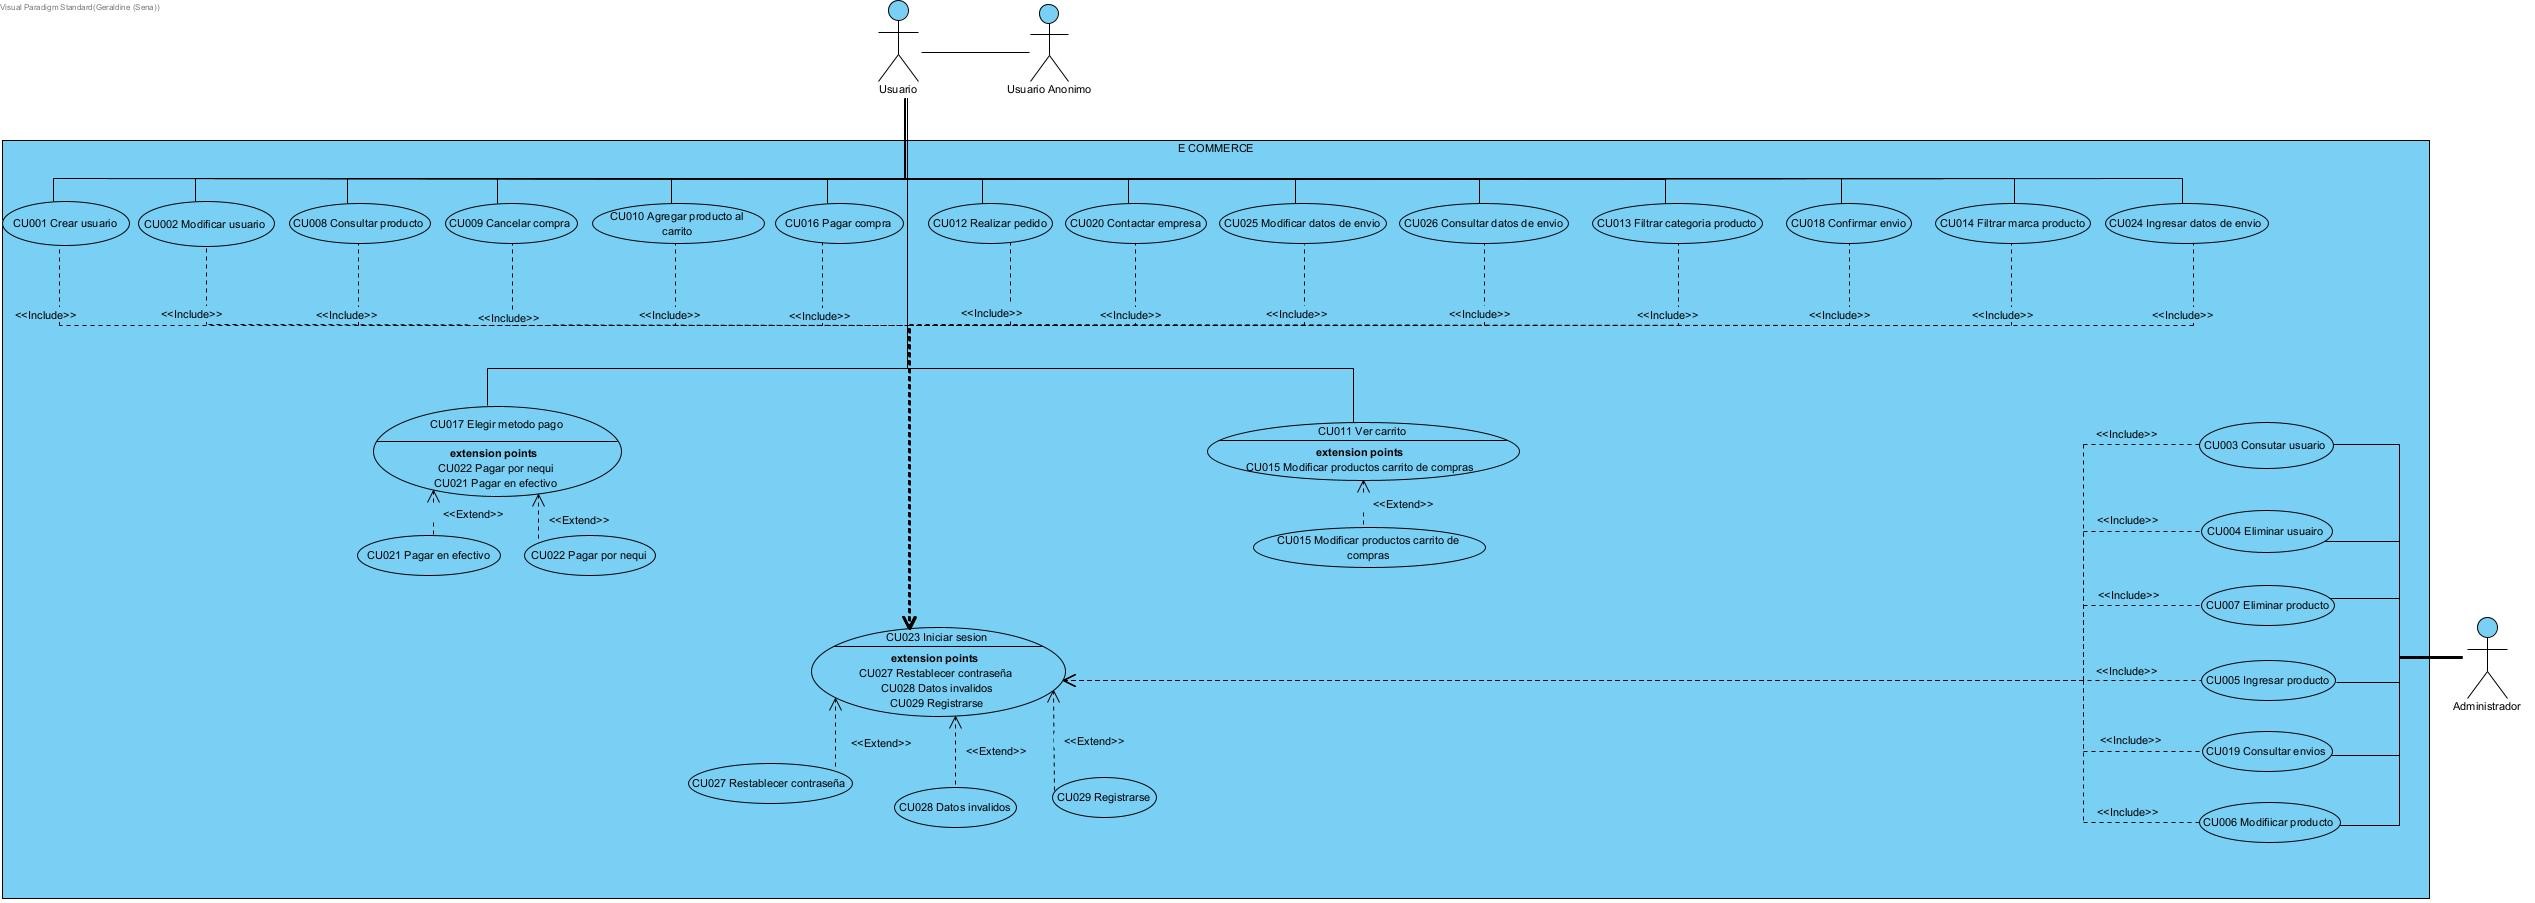 Visual Paradigm Standard(Geraldine (Sena))
Usuario
Usuario Anonimo
E COMMERCE
CU001 Crear usuario
CU002 Modificar usuario
CU008 Consultar producto
CU009 Cancelar compra
CU010 Agregar producto al
carrito
CU016 Pagar compra
CU012 Realizar pedido
CU020 Contactar empresa
CU025 Modificar datos de envio
CU026 Consultar datos de envio
CU013 Filtrar categoria producto
CU018 Confirmar envio
CU014 Filtrar marca producto
CU024 Ingresar datos de envio
<<Include>>
<<Include>>
<<Include>>
<<Include>>
<<Include>>
<<Include>>
<<Include>>
<<Include>>
<<Include>>
<<Include>>
<<Include>>
<<Include>>
<<Include>>
<<Include>>
CU017 Elegir metodo pago
extension points
CU022 Pagar por nequi
CU021 Pagar en efectivo
<<Extend>>
<<Extend>>
CU021 Pagar en efectivo
CU022 Pagar por nequi
CU011 Ver carrito
extension points
CU015 Modificar productos carrito de compras
<<Extend>>
CU015 Modificar productos carrito de
compras
CU023 Iniciar sesion
extension points
CU027 Restablecer contraseña
CU028 Datos invalidos
CU029 Registrarse
<<Extend>>
<<Extend>>
<<Extend>>
CU027 Restablecer contraseña
CU028 Datos invalidos
CU029 Registrarse
<<Include>>
CU003 Consutar usuario
<<Include>>
CU004 Eliminar usuairo
<<Include>>
CU007 Eliminar producto
<<Include>>
CU005 Ingresar producto
<<Include>>
CU019 Consultar envios
<<Include>>
CU006 Modifiicar producto
Administrador